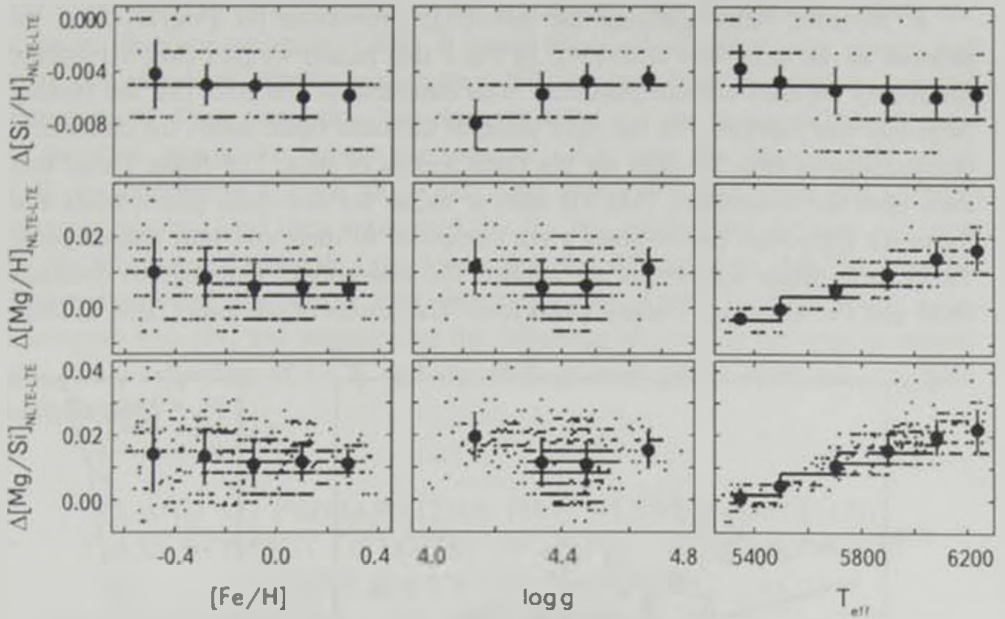 0.000
-0.004
-0.008
Δ[Si/H]NLTE-LTE
0.02
0.00
Δ[Mg/H]NLTE-LTE
0.04
0.02
0.00
Δ[Mg/Si]NLTE-LTE
-0.4 0.0 0.4 4.0 4.4 4.8 5400 5800 6200
[Fe/H] logg Teff